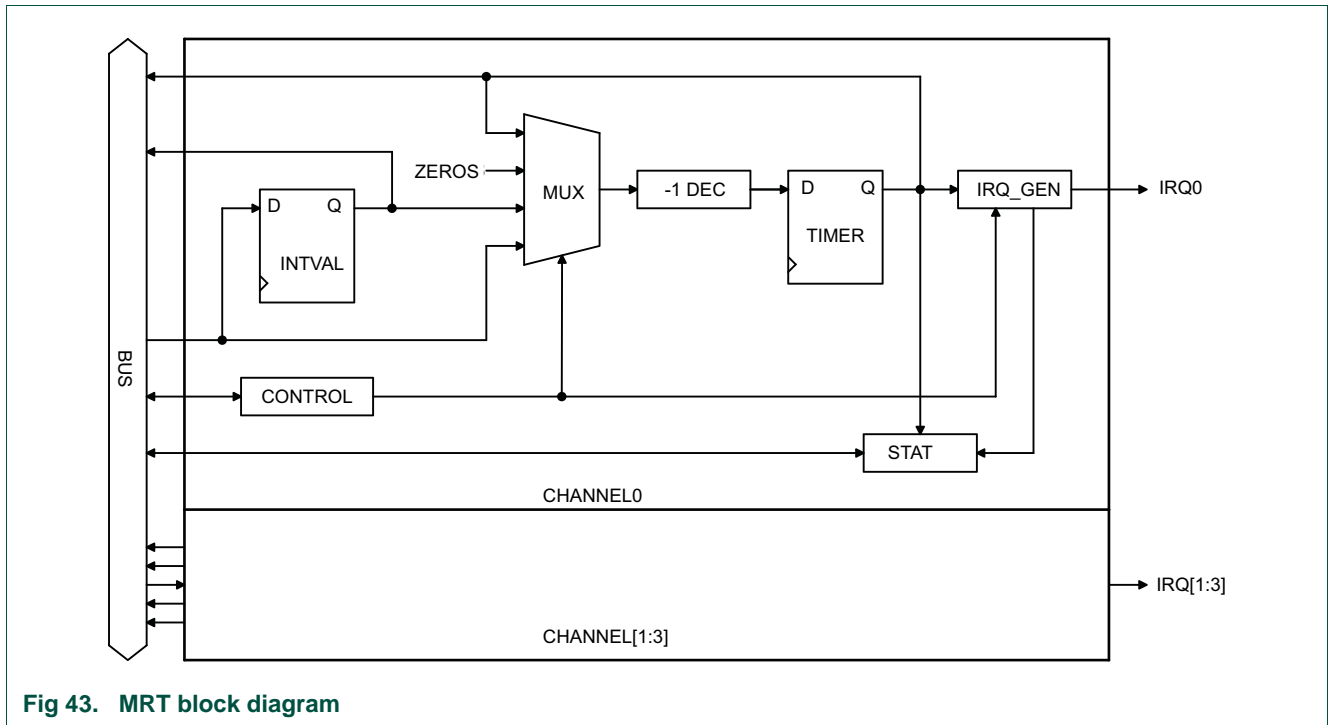 ZEROS
MUX
-1 DEC
D Q
TIMER
IRQ_GEN
IRQ0
D Q
INTVAL
BUS
CONTROL
STAT
CHANNEL0
IRQ[1:3]
CHANNEL[1:3]
Fig 43. MRT block diagram